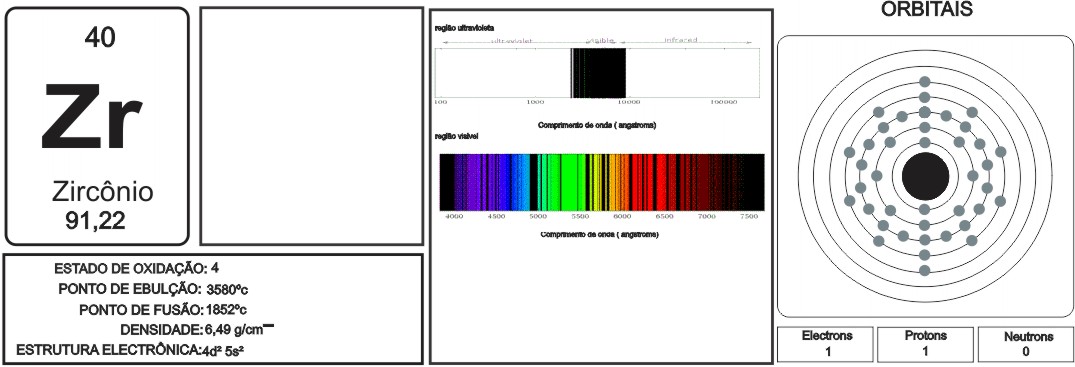 40
Zr
Zircônio
91,22
ESTADO DE OXIDAÇÃO: 4
PONTO DE EBULÇÃO: 3580ºc
PONTO DE FUSÃO: 1852ºc
DENSIDADE: 6,49 g/cm
ESTRUTURA ELECTRÔNICA: 4d² 5s²
região ultravioleta
ultraviolet visible infrared
100 1000 10000 100000
Comprimento de onda ( angstroms)
região visível
4000 4500 5000 5500 6000 6500 7000 7500
Comprimento de onda ( angstroms)
ORBITAIS
Electrons Protons Neutrons
1 1 0